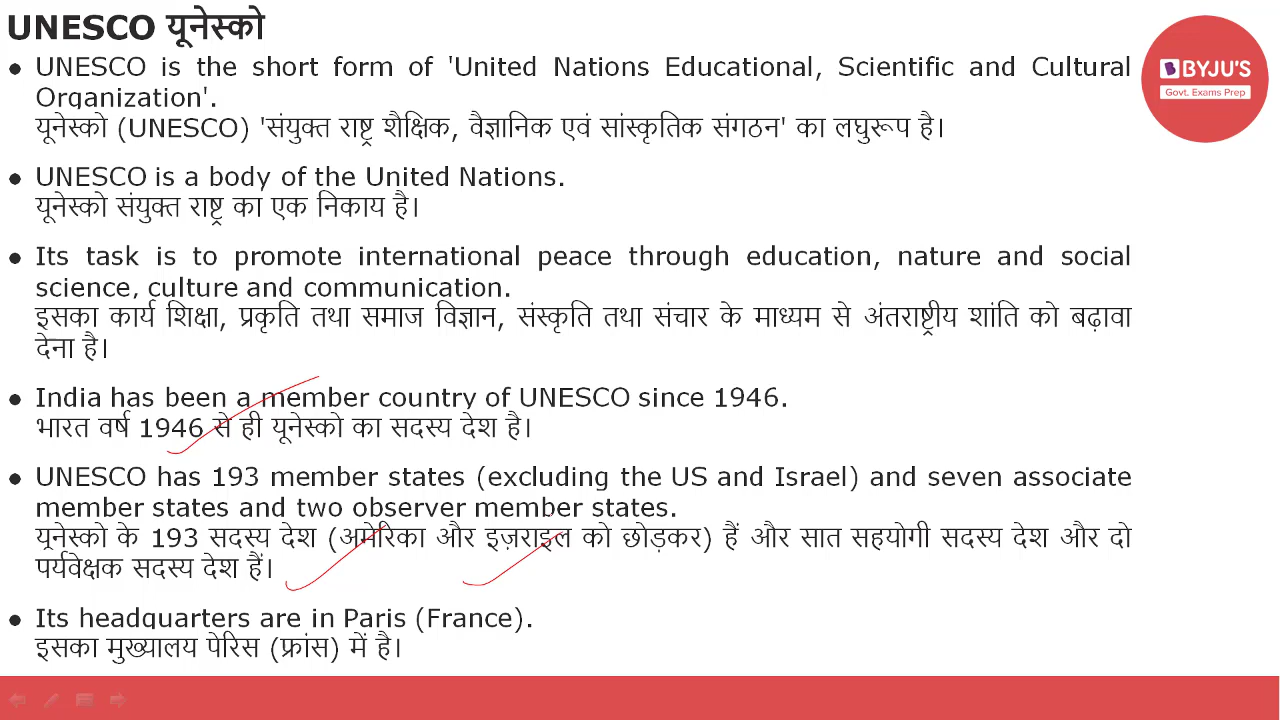 UNESCO यूनेस्को
• UNESCO is the short form of 'United Nations Educational, Scientific and Cultural
Organization'.
यूनेस्को (UNESCO) 'संयुक्त राष्ट्र शैक्षिक, वैज्ञानिक एवं सांस्कृतिक संगठन' का लघुरूप है।
• UNESCO is a body of the United Nations.
यूनेस्को संयुक्त राष्ट्र का एक निकाय है।
• Its task is to promote international peace through education, nature and social
science, culture and communication.
इसका कार्य शिक्षा, प्रकृति तथा समाज विज्ञान, संस्कृति तथा संचार के माध्यम से अंतराष्ट्रीय शांति को बढ़ावा
देना है।
• India has been a member country of UNESCO since 1946.
भारत वर्ष 1946 से ही यूनेस्को का सदस्य देश है।
• UNESCO has 193 member states (excluding the US and Israel) and seven associate
member states and two observer member states.
यूनेस्को के 193 सदस्य देश (अमेरिका और इज़राइल को छोड़कर) हैं और सात सहयोगी सदस्य देश और दो
पर्यवेक्षक सदस्य देश हैं।
• Its headquarters are in Paris (France).
इसका मुख्यालय पेरिस (फ्रांस) में है।
BYJU'S
Govt. Exams Prep